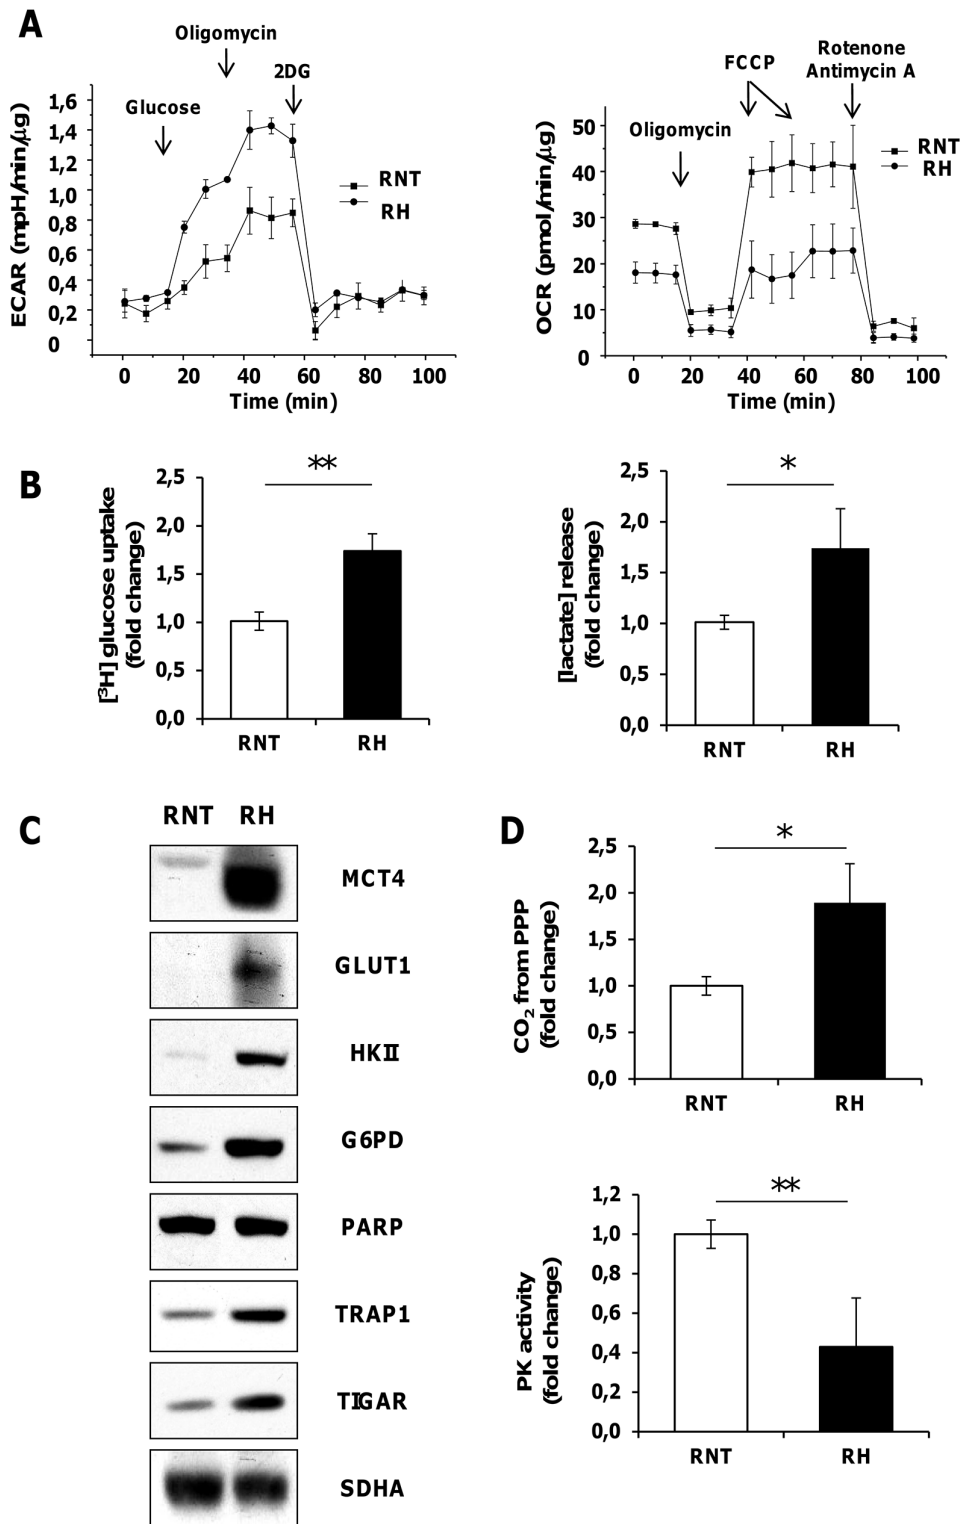 A
Oligomycin
2DG
Glucose
ECAR (mpH/min/µg)
1,6
1,4
1,2
1,0
0,8
0,6
0,4
0,2
0
RNT
RH
0 20 40 60 80 100
Time (min)
FCCP
Rotenone
Antimycin A
Oligomycin
OCR (pmol/min/µg)
50
40
30
20
10
0
RNT
RH
0 20 40 60 80 100
Time (min)
B
[³H] glucose uptake
(fold change)
2,5
2,0
1,5
1,0
0,5
0,0
**
RNT RH
[lactate] release
(fold change)
2,5
2,0
1,5
1,0
0,5
0,0
*
RNT RH
C
RNT RH
MCT4
GLUT1
HKII
G6PD
PARP
TRAP1
TIGAR
SDHA
D
CO₂ from PPP
(fold change)
2,5
2,0
1,5
1,0
0,5
0,0
*
RNT RH
PK activity
(fold change)
1,2
1,0
0,8
0,6
0,4
0,2
0,0
**
RNT RH